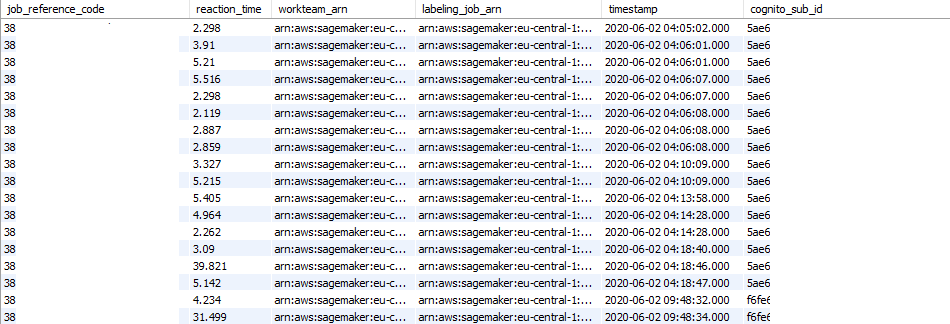 job_reference_code reaction_time workteam_arn labeling_job_arn timestamp cognito_sub_id
38 2.298 arn:aws:sagemaker:eu-c... arn:aws:sagemaker:eu-central-1:... 2020-06-02 04:05:02.000 5ae6
38 3.91 arn:aws:sagemaker:eu-c... arn:aws:sagemaker:eu-central-1:... 2020-06-02 04:06:01.000 5ae6
38 5.21 arn:aws:sagemaker:eu-c... arn:aws:sagemaker:eu-central-1:... 2020-06-02 04:06:01.000 5ae6
38 5.516 arn:aws:sagemaker:eu-c... arn:aws:sagemaker:eu-central-1:... 2020-06-02 04:06:07.000 5ae6
38 2.298 arn:aws:sagemaker:eu-c... arn:aws:sagemaker:eu-central-1:... 2020-06-02 04:06:07.000 5ae6
38 2.119 arn:aws:sagemaker:eu-c... arn:aws:sagemaker:eu-central-1:... 2020-06-02 04:06:08.000 5ae6
38 2.887 arn:aws:sagemaker:eu-c... arn:aws:sagemaker:eu-central-1:... 2020-06-02 04:06:08.000 5ae6
38 2.859 arn:aws:sagemaker:eu-c... arn:aws:sagemaker:eu-central-1:... 2020-06-02 04:06:08.000 5ae6
38 3.327 arn:aws:sagemaker:eu-c... arn:aws:sagemaker:eu-central-1:... 2020-06-02 04:10:09.000 5ae6
38 5.215 arn:aws:sagemaker:eu-c... arn:aws:sagemaker:eu-central-1:... 2020-06-02 04:10:09.000 5ae6
38 5.405 arn:aws:sagemaker:eu-c... arn:aws:sagemaker:eu-central-1:... 2020-06-02 04:13:58.000 5ae6
38 4.964 arn:aws:sagemaker:eu-c... arn:aws:sagemaker:eu-central-1:... 2020-06-02 04:14:28.000 5ae6
38 2.262 arn:aws:sagemaker:eu-c... arn:aws:sagemaker:eu-central-1:... 2020-06-02 04:14:28.000 5ae6
38 3.09 arn:aws:sagemaker:eu-c... arn:aws:sagemaker:eu-central-1:... 2020-06-02 04:18:40.000 5ae6
38 39.821 arn:aws:sagemaker:eu-c... arn:aws:sagemaker:eu-central-1:... 2020-06-02 04:18:46.000 5ae6
38 5.142 arn:aws:sagemaker:eu-c... arn:aws:sagemaker:eu-central-1:... 2020-06-02 04:18:47.000 5ae6
38 4.234 arn:aws:sagemaker:eu-c... arn:aws:sagemaker:eu-central-1:... 2020-06-02 09:48:32.000 f6fe6
38 31.499 arn:aws:sagemaker:eu-c... arn:aws:sagemaker:eu-central-1:... 2020-06-02 09:48:34.000 f6fe6